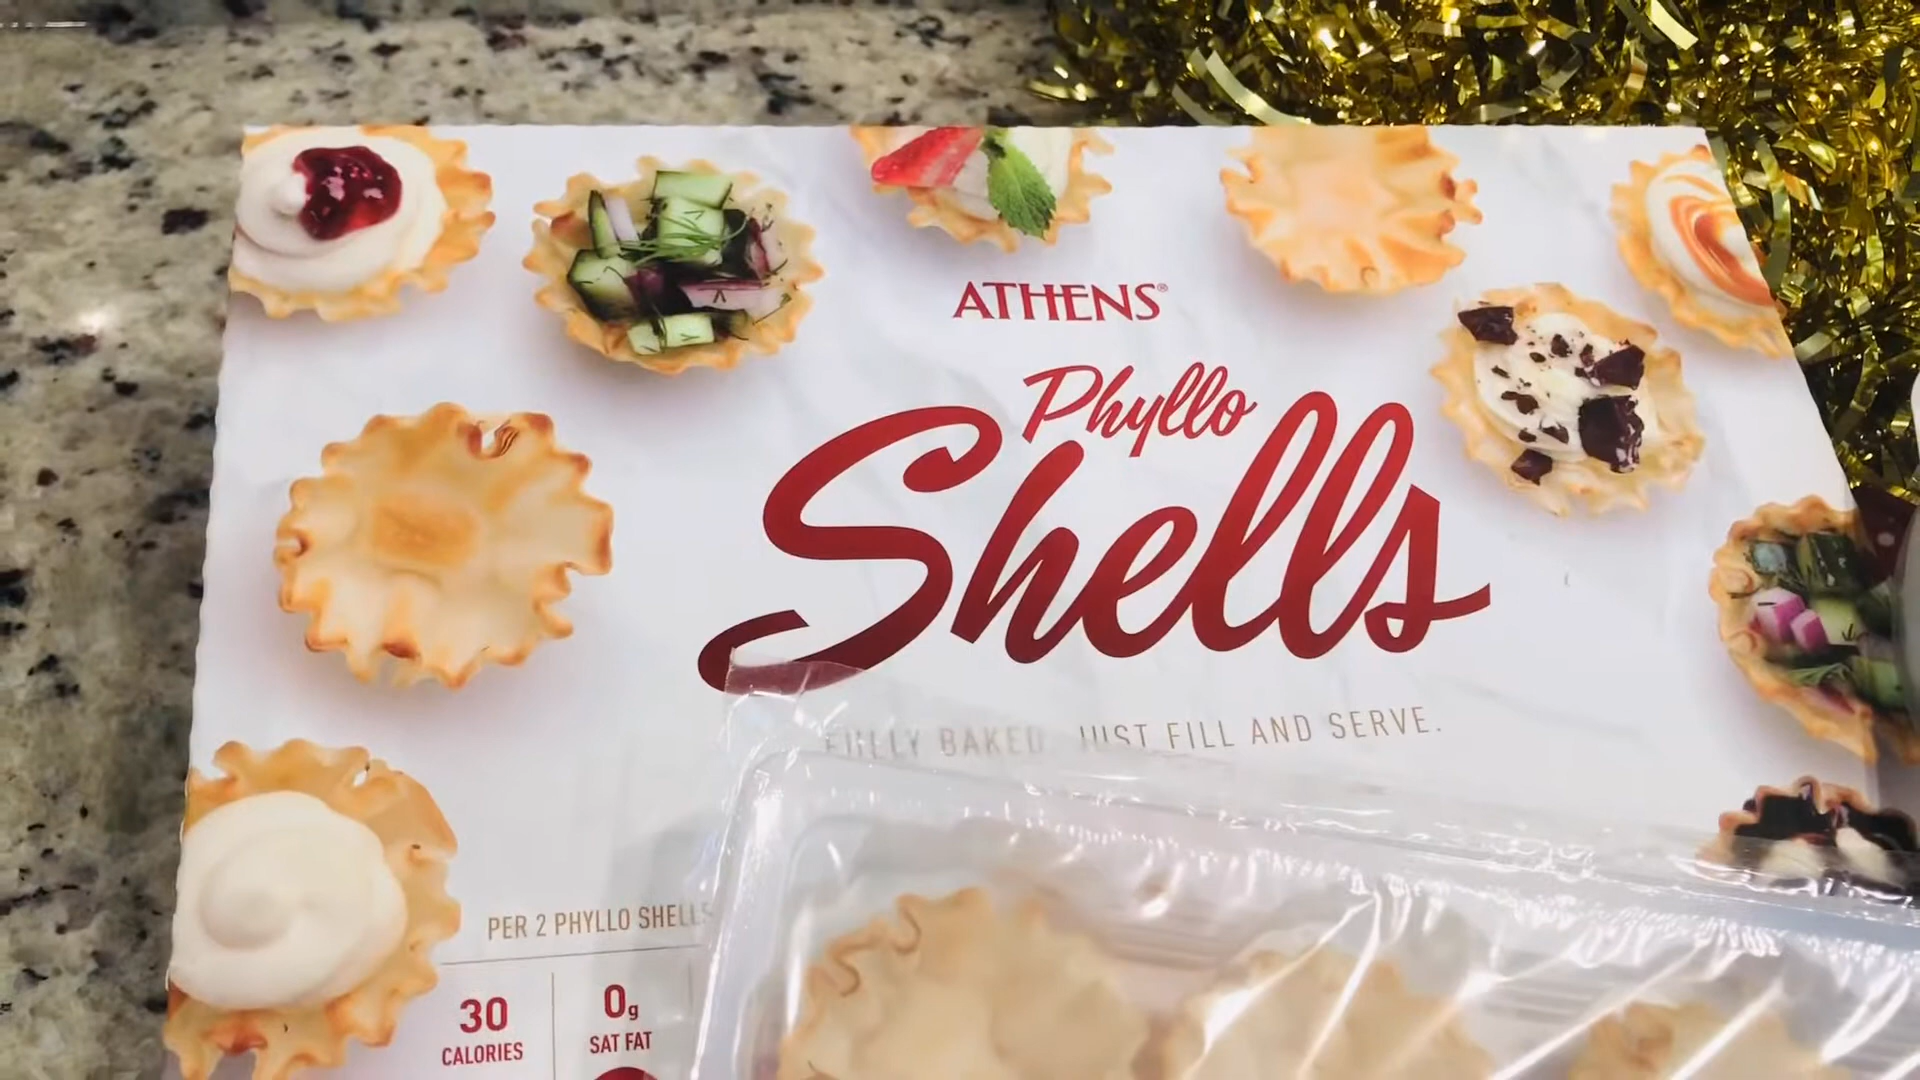 ATHENS®
Phyllo
Shells
FULLY BAKED. JUST FILL AND SERVE.
PER 2 PHYLLO SHELLS
30
CALORIES
0g
SAT FAT